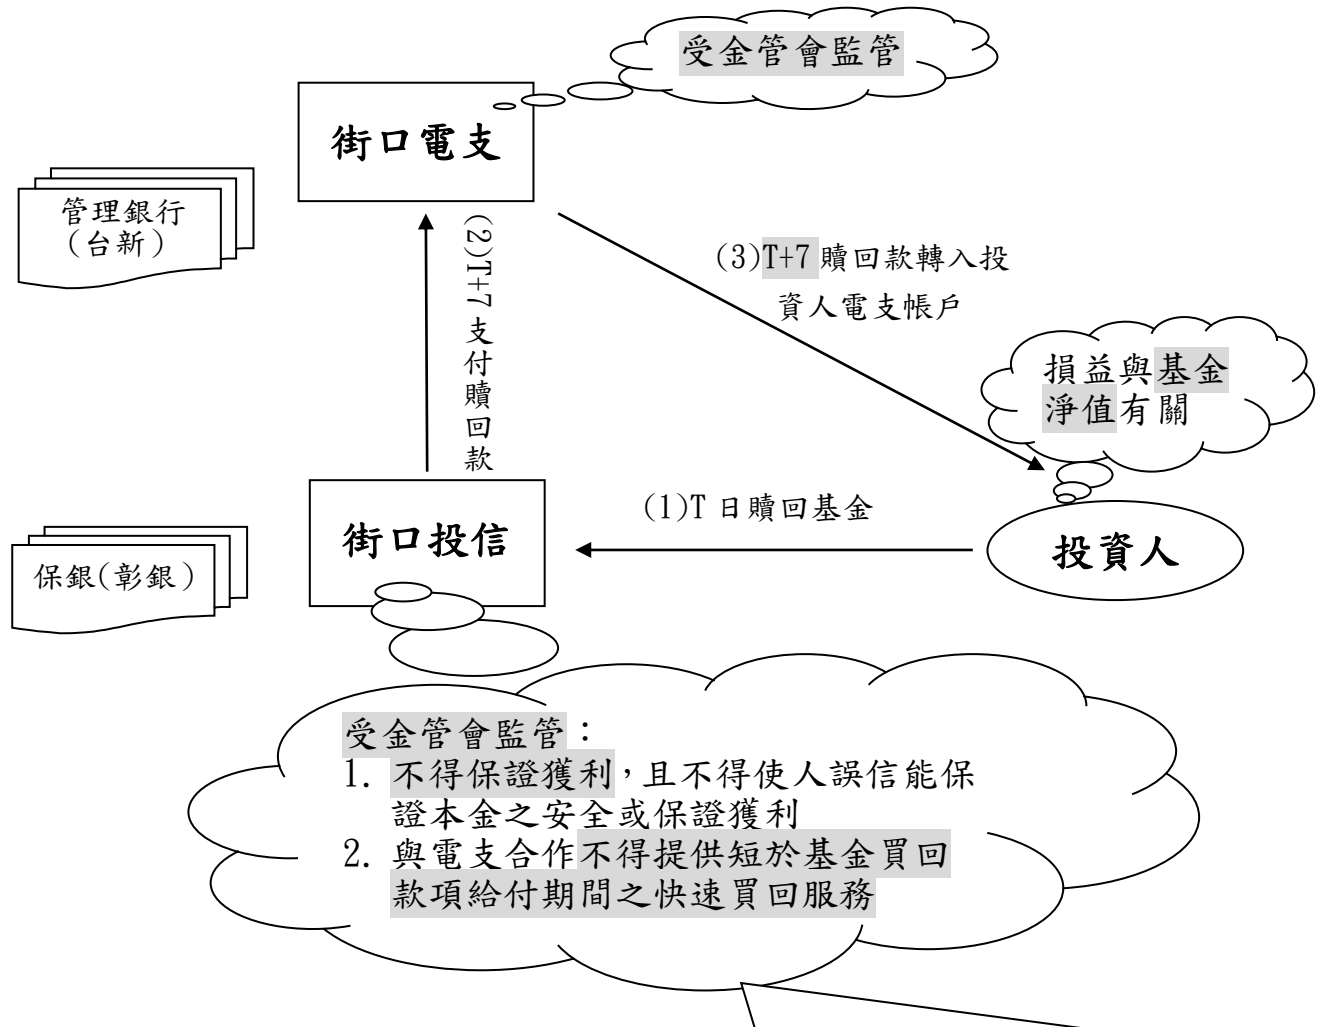 受金管會監管
街口電支
管理銀行
(台新)
(2)T+7 支付贖回款
(3)T+7 贖回款轉入投
資人電支帳戶
損益與基金
淨值有關
(1)T 日贖回基金
街口投信
投資人
保銀(彰銀)
受金管會監管：
1. 不得保證獲利，且不得使人誤信能保
證本金之安全或保證獲利
2. 與電支合作不得提供短於基金買回
款項給付期間之快速買回服務